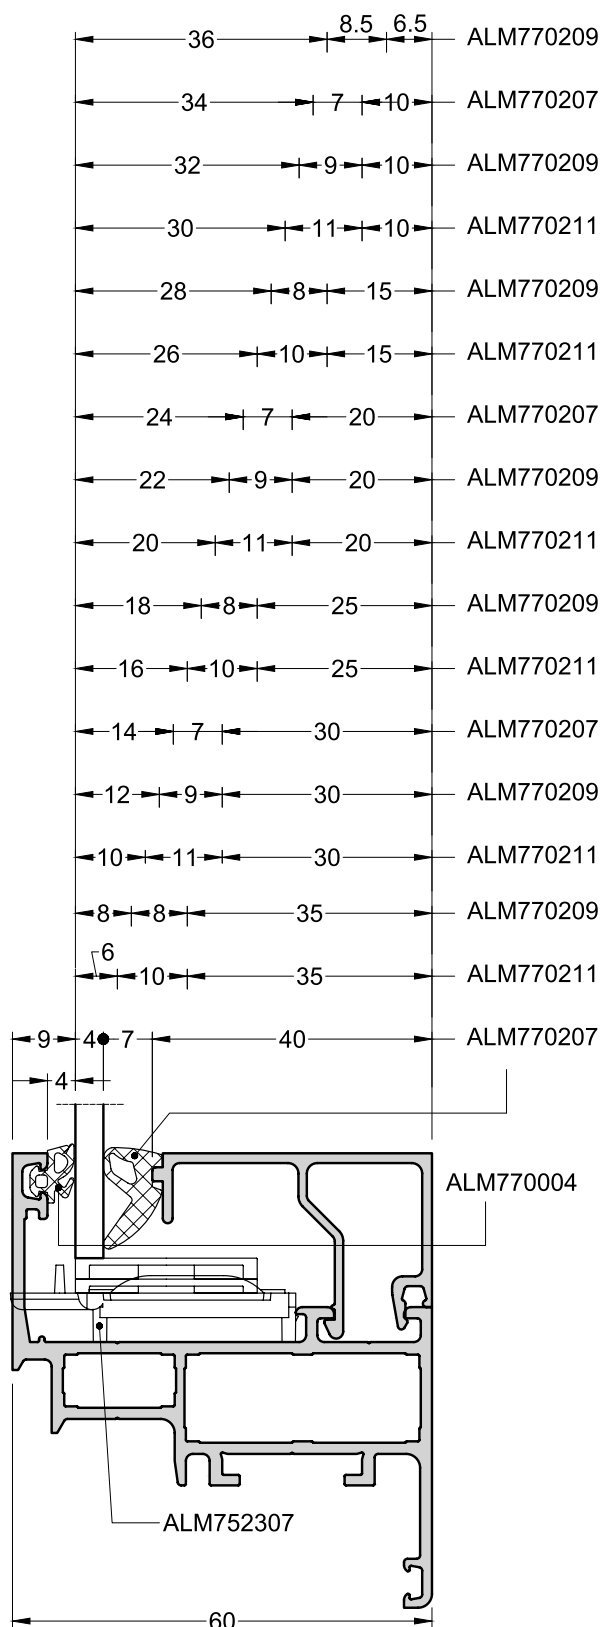 36 8.5 6.5 ALM770209
34 7 10 ALM770207
32 9 10 ALM770209
30 11 10 ALM770211
28 8 15 ALM770209
26 10 15 ALM770211
24 7 20 ALM770207
22 9 20 ALM770209
20 11 20 ALM770211
18 8 25 ALM770209
16 10 25 ALM770211
14 7 30 ALM770207
12 9 30 ALM770209
10 11 30 ALM770211
8 8 35 ALM770209
6 10 35 ALM770211
9 4 7 40 ALM770207
4
ALM770004
ALM752307
60